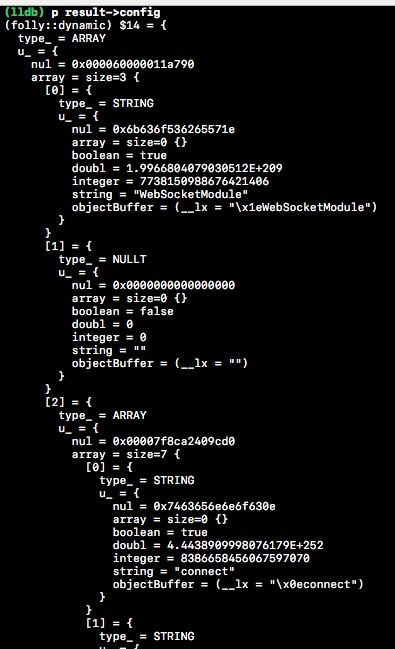 (lldb) p result->config
(folly::dynamic) $14 = {
  type_ = ARRAY
  u_ = {
    nul = 0x000060000011a790
    array = size=3 {
      [0] = {
        type_ = STRING
        u_ = {
          nul = 0x6b636f536265571e
          array = size=0 {}
          boolean = true
          doubl = 1.9966804079030512E+209
          integer = 7738150988676421406
          string = "WebSocketModule"
          objectBuffer = (__lx = "\x1eWebSocketModule")
        }
      }
      [1] = {
        type_ = NULLT
        u_ = {
          nul = 0x0000000000000000
          array = size=0 {}
          boolean = false
          doubl = 0
          integer = 0
          string = ""
          objectBuffer = (__lx = "")
        }
      }
      [2] = {
        type_ = ARRAY
        u_ = {
          nul = 0x00007f8ca2409cd0
          array = size=7 {
            [0] = {
              type_ = STRING
              u_ = {
                nul = 0x7463656e6e6f630e
                array = size=0 {}
                boolean = true
                doubl = 4.4438909998076179E+252
                integer = 8386658456067597070
                string = "connect"
                objectBuffer = (__lx = "\x0econnect")
              }
            }
            [1] = {
              type_ = STRING
              u_ = {